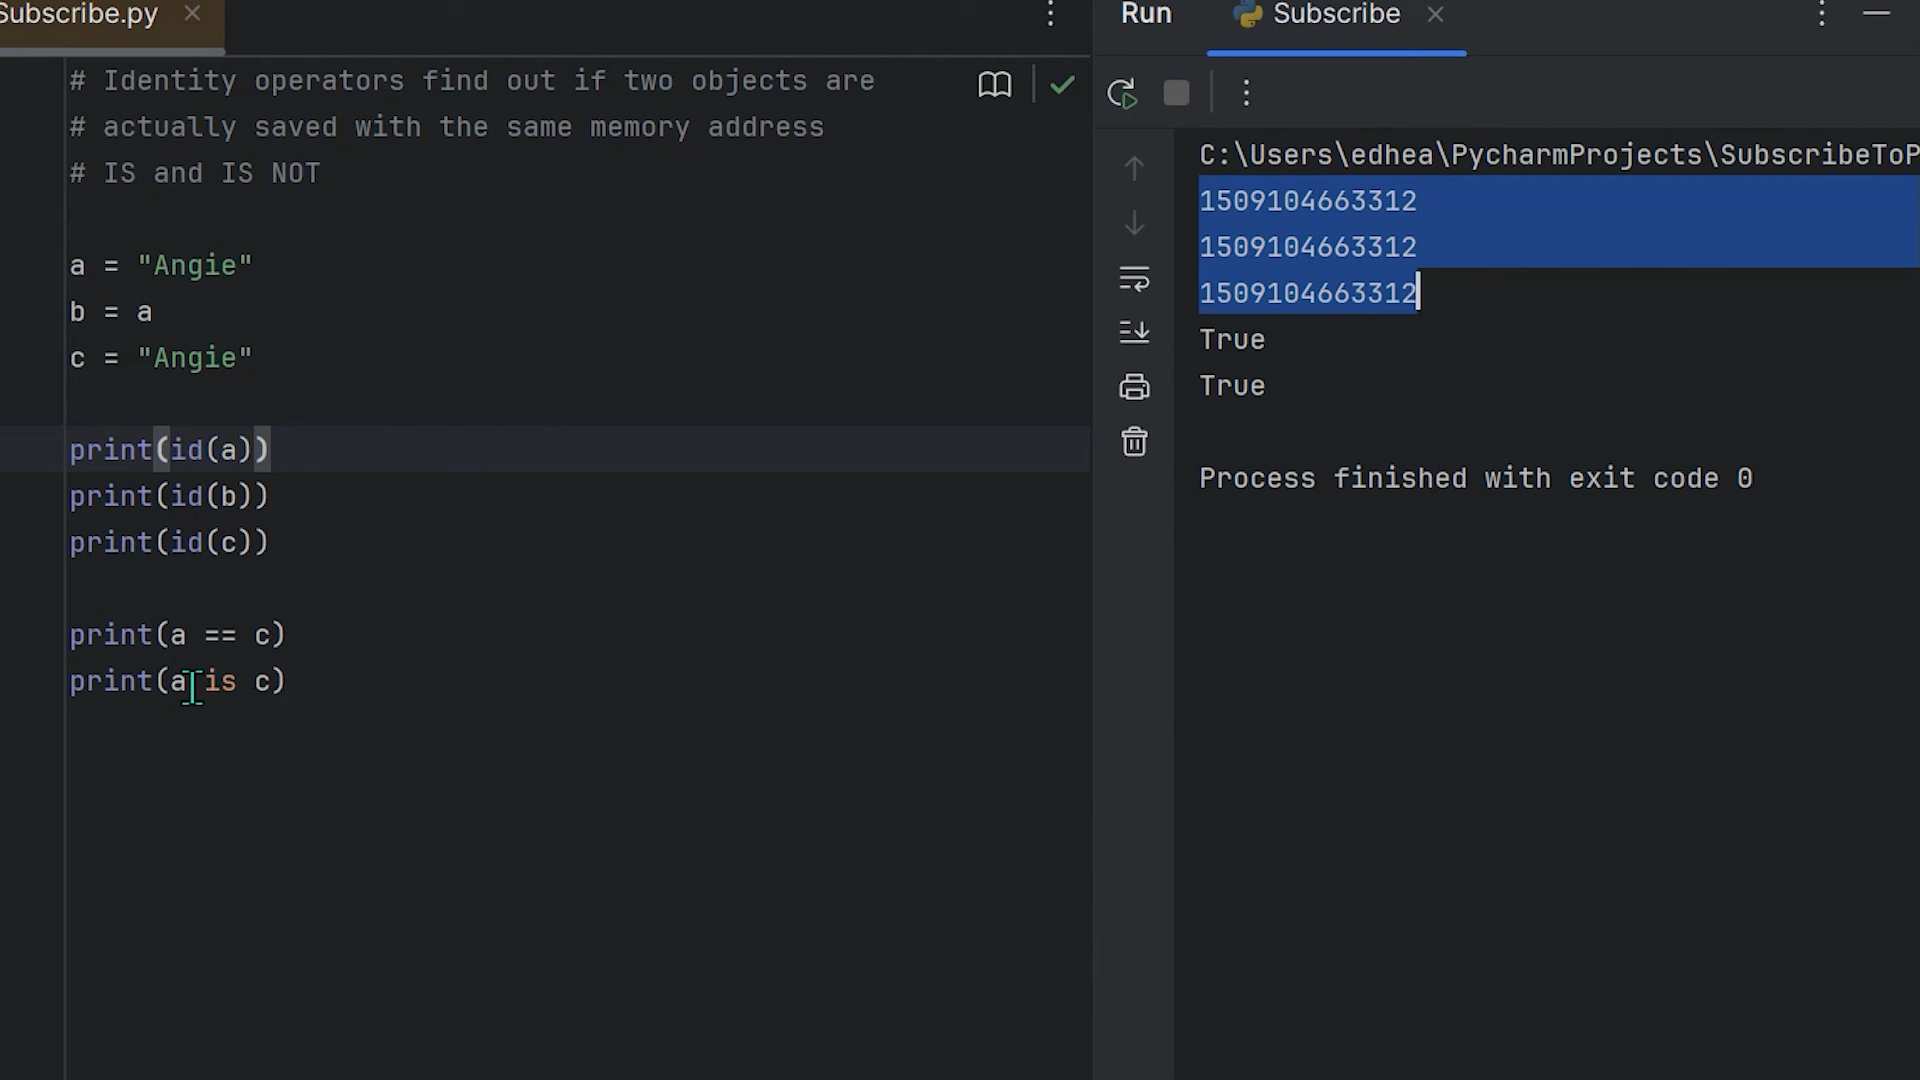 Subscribe.py
# Identity operators find out if two objects are
# actually saved with the same memory address
# IS and IS NOT
a = "Angie"
b = a
c = "Angie"
print(id(a))
print(id(b))
print(id(c))
print(a == c)
print(a is c)
Run Subscribe
C:\Users\edhea\PycharmProjects\SubscribeToP
1509104663312
1509104663312
1509104663312
True
True
Process finished with exit code 0